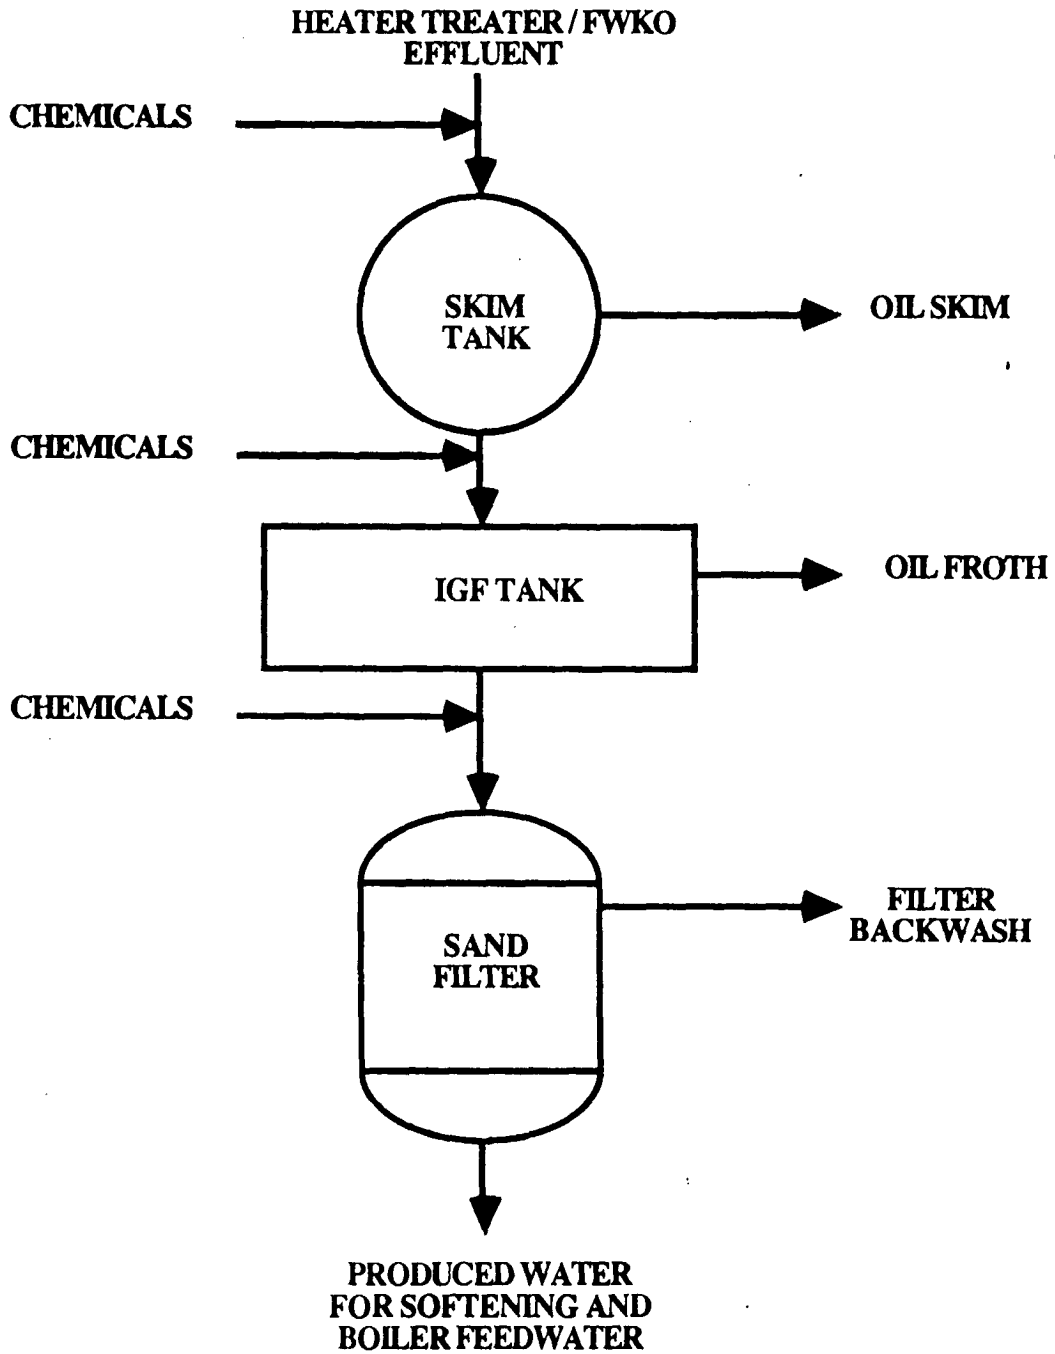 HEATER TREATER / FWKO
EFFLUENT
CHEMICALS
SKIM
TANK
OIL SKIM
CHEMICALS
IGF TANK
OIL FROTH
CHEMICALS
FILTER
BACKWASH
SAND
FILTER
PRODUCED WATER
FOR SOFTENING AND
BOILER FEEDWATER